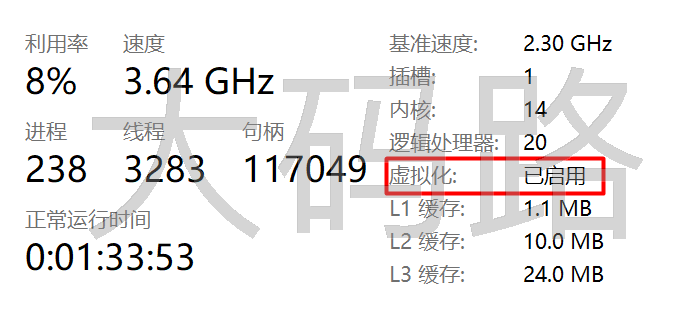 利用率 速度
8% 3.64 GHz
进程 线程 句柄
238 3283 117049
正常运行时间
0:01:33:53
基准速度: 2.30 GHz
插槽: 1
内核: 14
逻辑处理器: 20
虚拟化: 已启用
L1 缓存: 1.1 MB
L2 缓存: 10.0 MB
L3 缓存: 24.0 MB
大码路